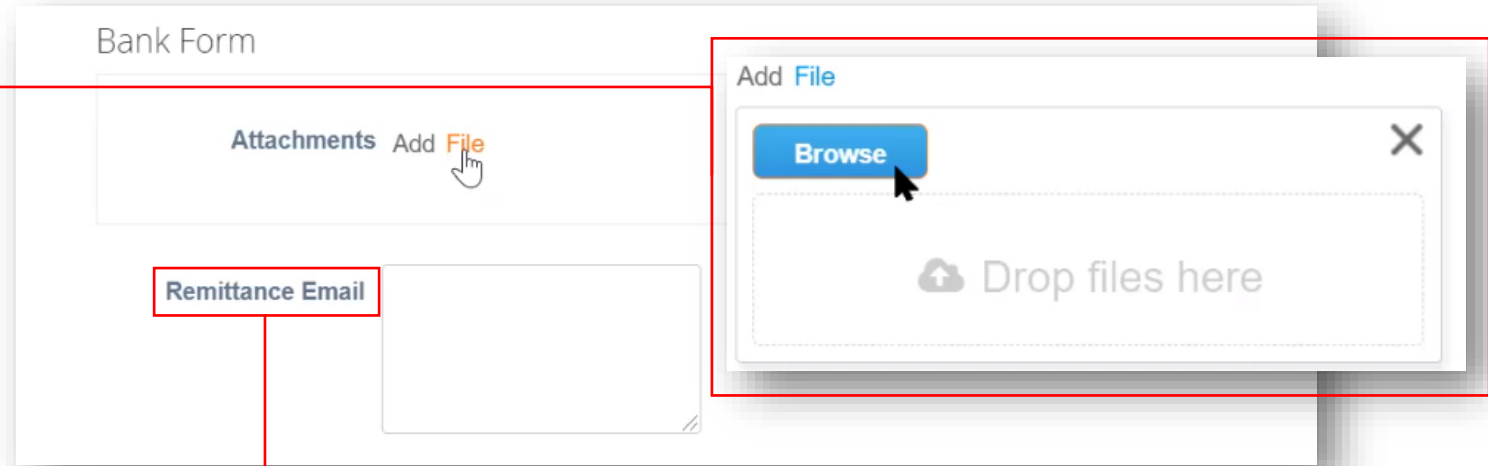 Bank Form
Attachments Add File
Remittance Email
Add File
Browse
Drop files here